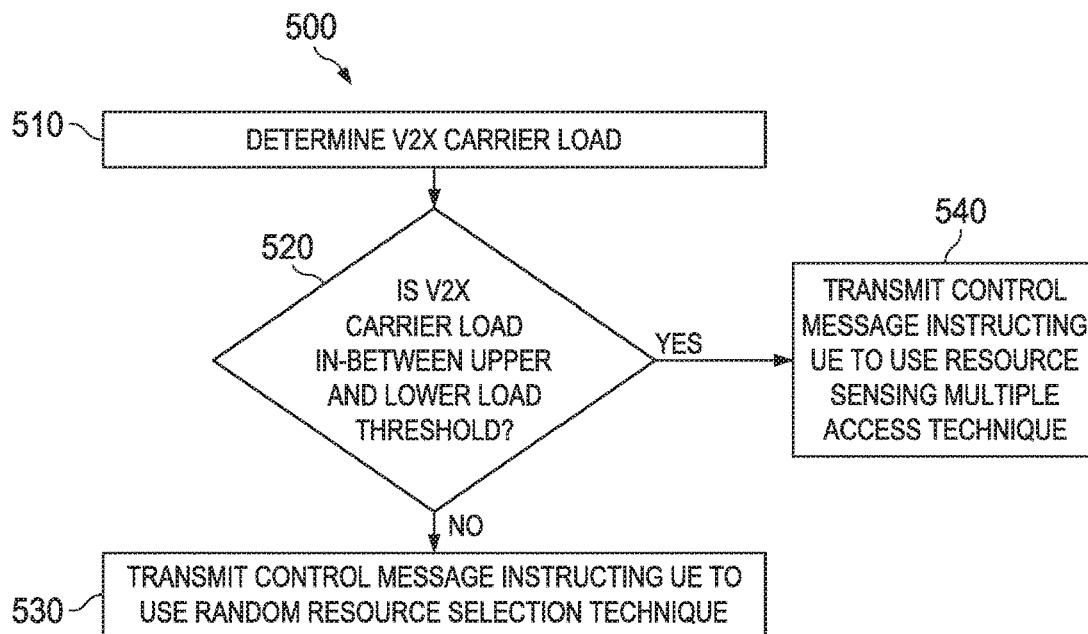 500
510
DETERMINE V2X CARRIER LOAD
520
IS V2X
CARRIER LOAD
IN-BETWEEN UPPER
AND LOWER LOAD
THRESHOLD?
YES
540
TRANSMIT CONTROL
MESSAGE INSTRUCTING
UE TO USE RESOURCE
SENSING MULTIPLE
ACCESS TECHNIQUE
NO
530
TRANSMIT CONTROL MESSAGE INSTRUCTING UE TO
USE RANDOM RESOURCE SELECTION TECHNIQUE